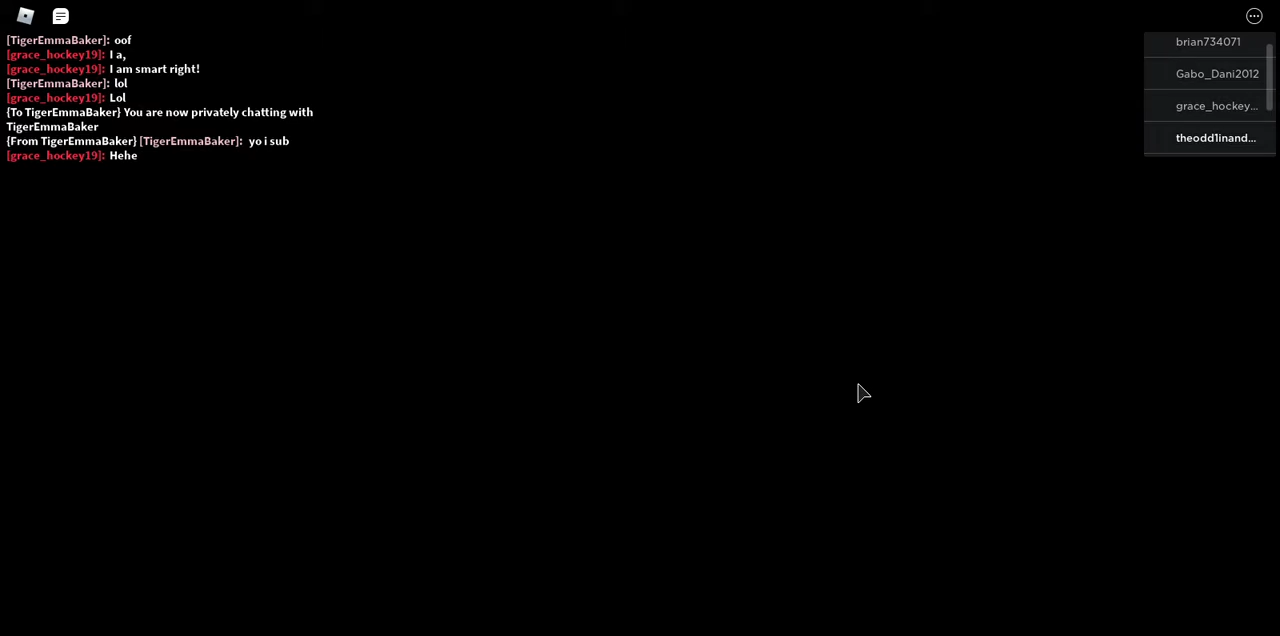 [TigerEmmaBaker]: oof
[grace_hockey19]: I a,
[grace_hockey19]: I am smart right!
[TigerEmmaBaker]: lol
[grace_hockey19]: Lol
{To TigerEmmaBaker} You are now privately chatting with
TigerEmmaBaker
{From TigerEmmaBaker} [TigerEmmaBaker]: yo i sub
[grace_hockey19]: Hehe
brian734071
Gabo_Dani2012
grace_hockey...
theodd1inand...